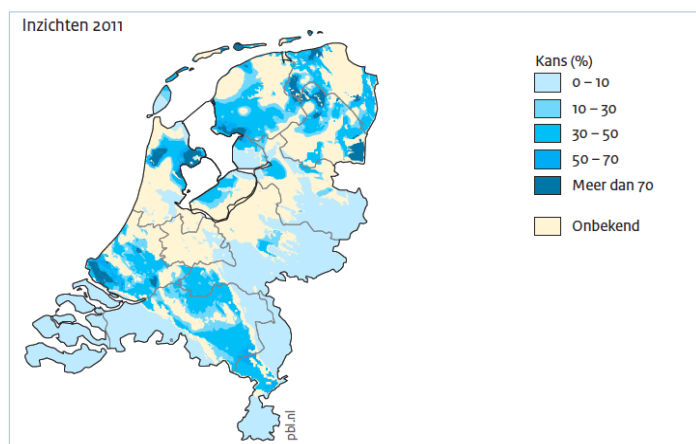 Inzichten 2011
Kans (%)
0 – 10
10 – 30
30 – 50
50 – 70
Meer dan 70
Onbekend
pbl.nl